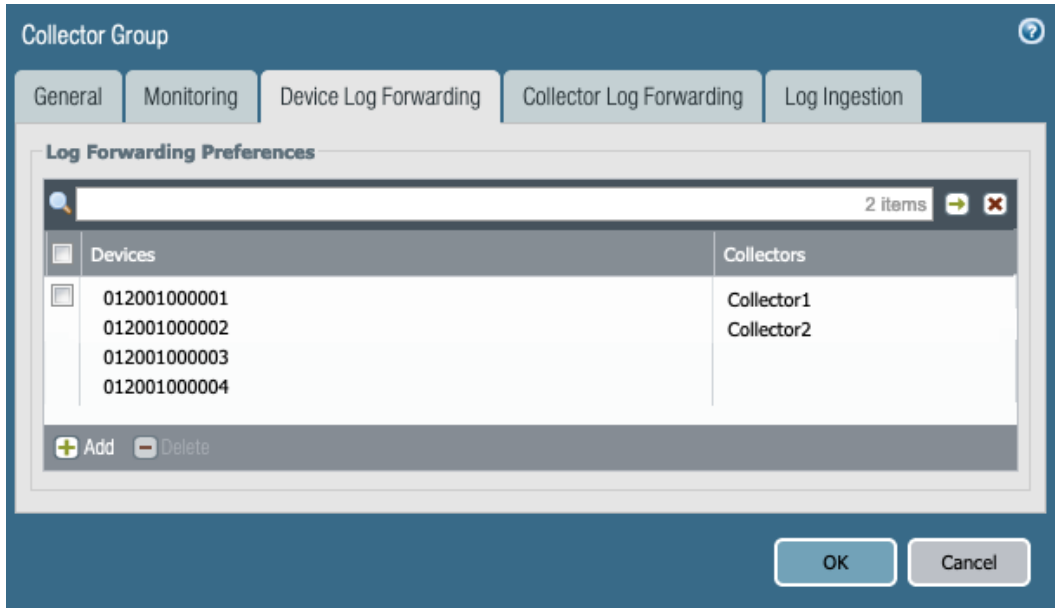 Collector Group
General Monitoring Device Log Forwarding Collector Log Forwarding Log Ingestion
Log Forwarding Preferences
2 items
Devices Collectors
012001000001 Collector1
012001000002 Collector2
012001000003
012001000004
Add Delete
OK Cancel